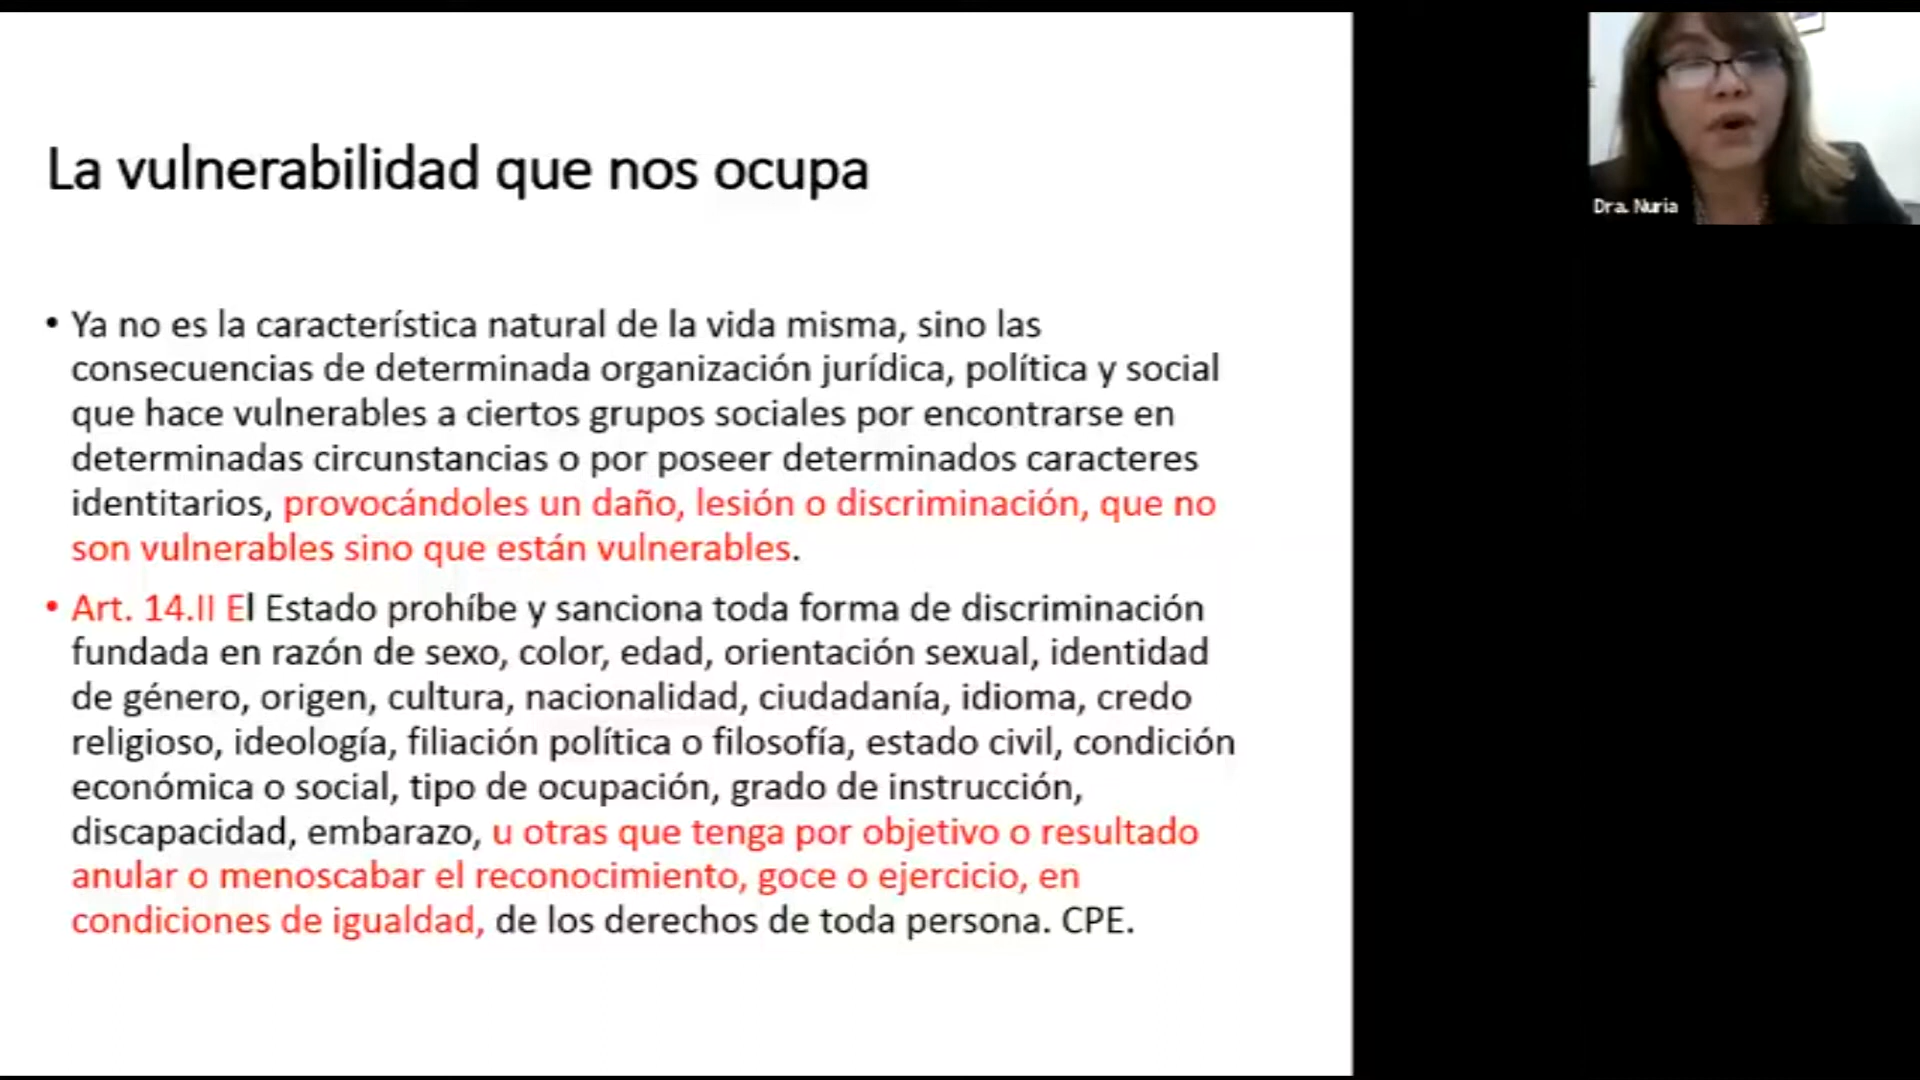 La vulnerabilidad que nos ocupa
• Ya no es la característica natural de la vida misma, sino las
consecuencias de determinada organización jurídica, política y social
que hace vulnerables a ciertos grupos sociales por encontrarse en
determinadas circunstancias o por poseer determinados caracteres
identitarios, provocándoles un daño, lesión o discriminación, que no
son vulnerables sino que están vulnerables.
• Art. 14.II El Estado prohíbe y sanciona toda forma de discriminación
fundada en razón de sexo, color, edad, orientación sexual, identidad
de género, origen, cultura, nacionalidad, ciudadanía, idioma, credo
religioso, ideología, filiación política o filosofía, estado civil, condición
económica o social, tipo de ocupación, grado de instrucción,
discapacidad, embarazo, u otras que tenga por objetivo o resultado
anular o menoscabar el reconocimiento, goce o ejercicio, en
condiciones de igualdad, de los derechos de toda persona. CPE.
Dra. Nuria